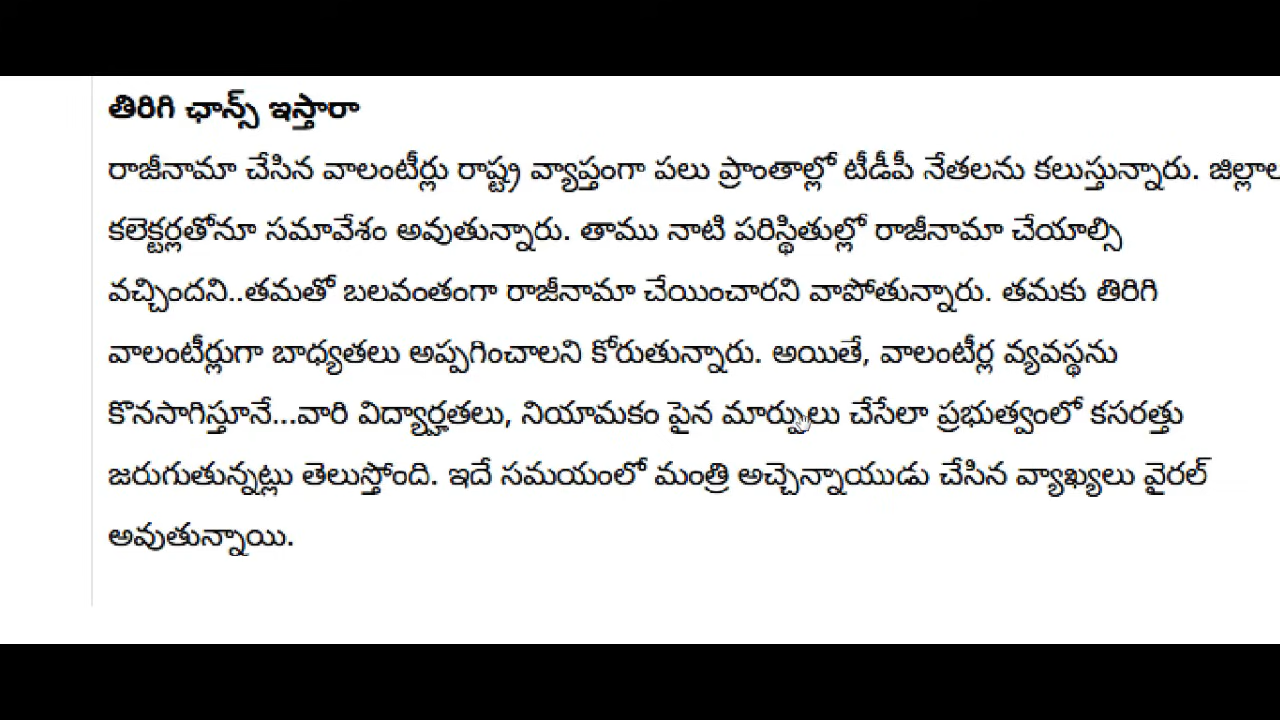 తిరిగి ఛాన్స్ ఇస్తారా
రాజీనామా చేసిన వాలంటీర్లు రాష్ట్ర వ్యాప్తంగా పలు ప్రాంతాల్లో టీడీపీ నేతలను కలుస్తున్నారు. జిల్లాల
కలెక్టర్లతోనూ సమావేశం అవుతున్నారు. తాము నాటి పరిస్థితుల్లో రాజీనామా చేయాల్సి
వచ్చిందని..తమతో బలవంతంగా రాజీనామా చేయించారని వాపోతున్నారు. తమకు తిరిగి
వాలంటీర్లుగా బాధ్యతలు అప్పగించాలని కోరుతున్నారు. అయితే, వాలంటీర్ల వ్యవస్థను
కొనసాగిస్తూనే...వారి విద్యార్హతలు, నియామకం పైన మార్పులు చేసేలా ప్రభుత్వంలో కసరత్తు
జరుగుతున్నట్లు తెలుస్తోంది. ఇదే సమయంలో మంత్రి అచ్చెన్నాయుడు చేసిన వ్యాఖ్యలు వైరల్
అవుతున్నాయి.